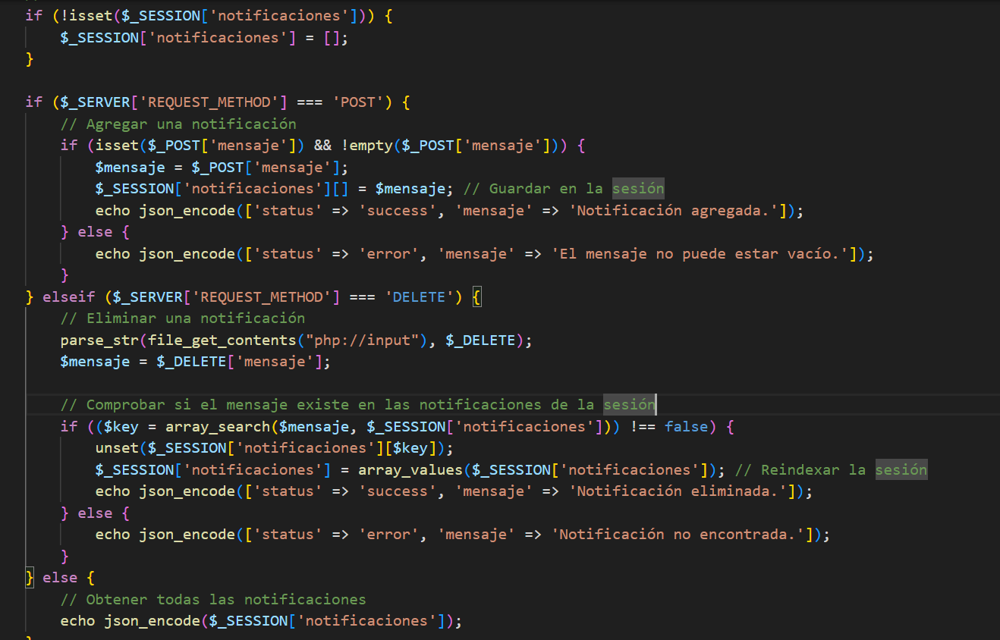 if (!isset($_SESSION['notificaciones'])) {
    $_SESSION['notificaciones'] = [];
}

if ($_SERVER['REQUEST_METHOD'] === 'POST') {
    // Agregar una notificación
    if (isset($_POST['mensaje']) && !empty($_POST['mensaje'])) {
        $mensaje = $_POST['mensaje'];
        $_SESSION['notificaciones'][] = $mensaje; // Guardar en la sesión
        echo json_encode(['status' => 'success', 'mensaje' => 'Notificación agregada.']);
    } else {
        echo json_encode(['status' => 'error', 'mensaje' => 'El mensaje no puede estar vacío.']);
    }
} elseif ($_SERVER['REQUEST_METHOD'] === 'DELETE') {
    // Eliminar una notificación
    parse_str(file_get_contents("php://input"), $_DELETE);
    $mensaje = $_DELETE['mensaje'];

    // Comprobar si el mensaje existe en las notificaciones de la sesión
    if (($key = array_search($mensaje, $_SESSION['notificaciones'])) !== false) {
        unset($_SESSION['notificaciones'][$key]);
        $_SESSION['notificaciones'] = array_values($_SESSION['notificaciones']); // Reindexar la sesión
        echo json_encode(['status' => 'success', 'mensaje' => 'Notificación eliminada.']);
    } else {
        echo json_encode(['status' => 'error', 'mensaje' => 'Notificación no encontrada.']);
    }
} else {
    // Obtener todas las notificaciones
    echo json_encode($_SESSION['notificaciones']);